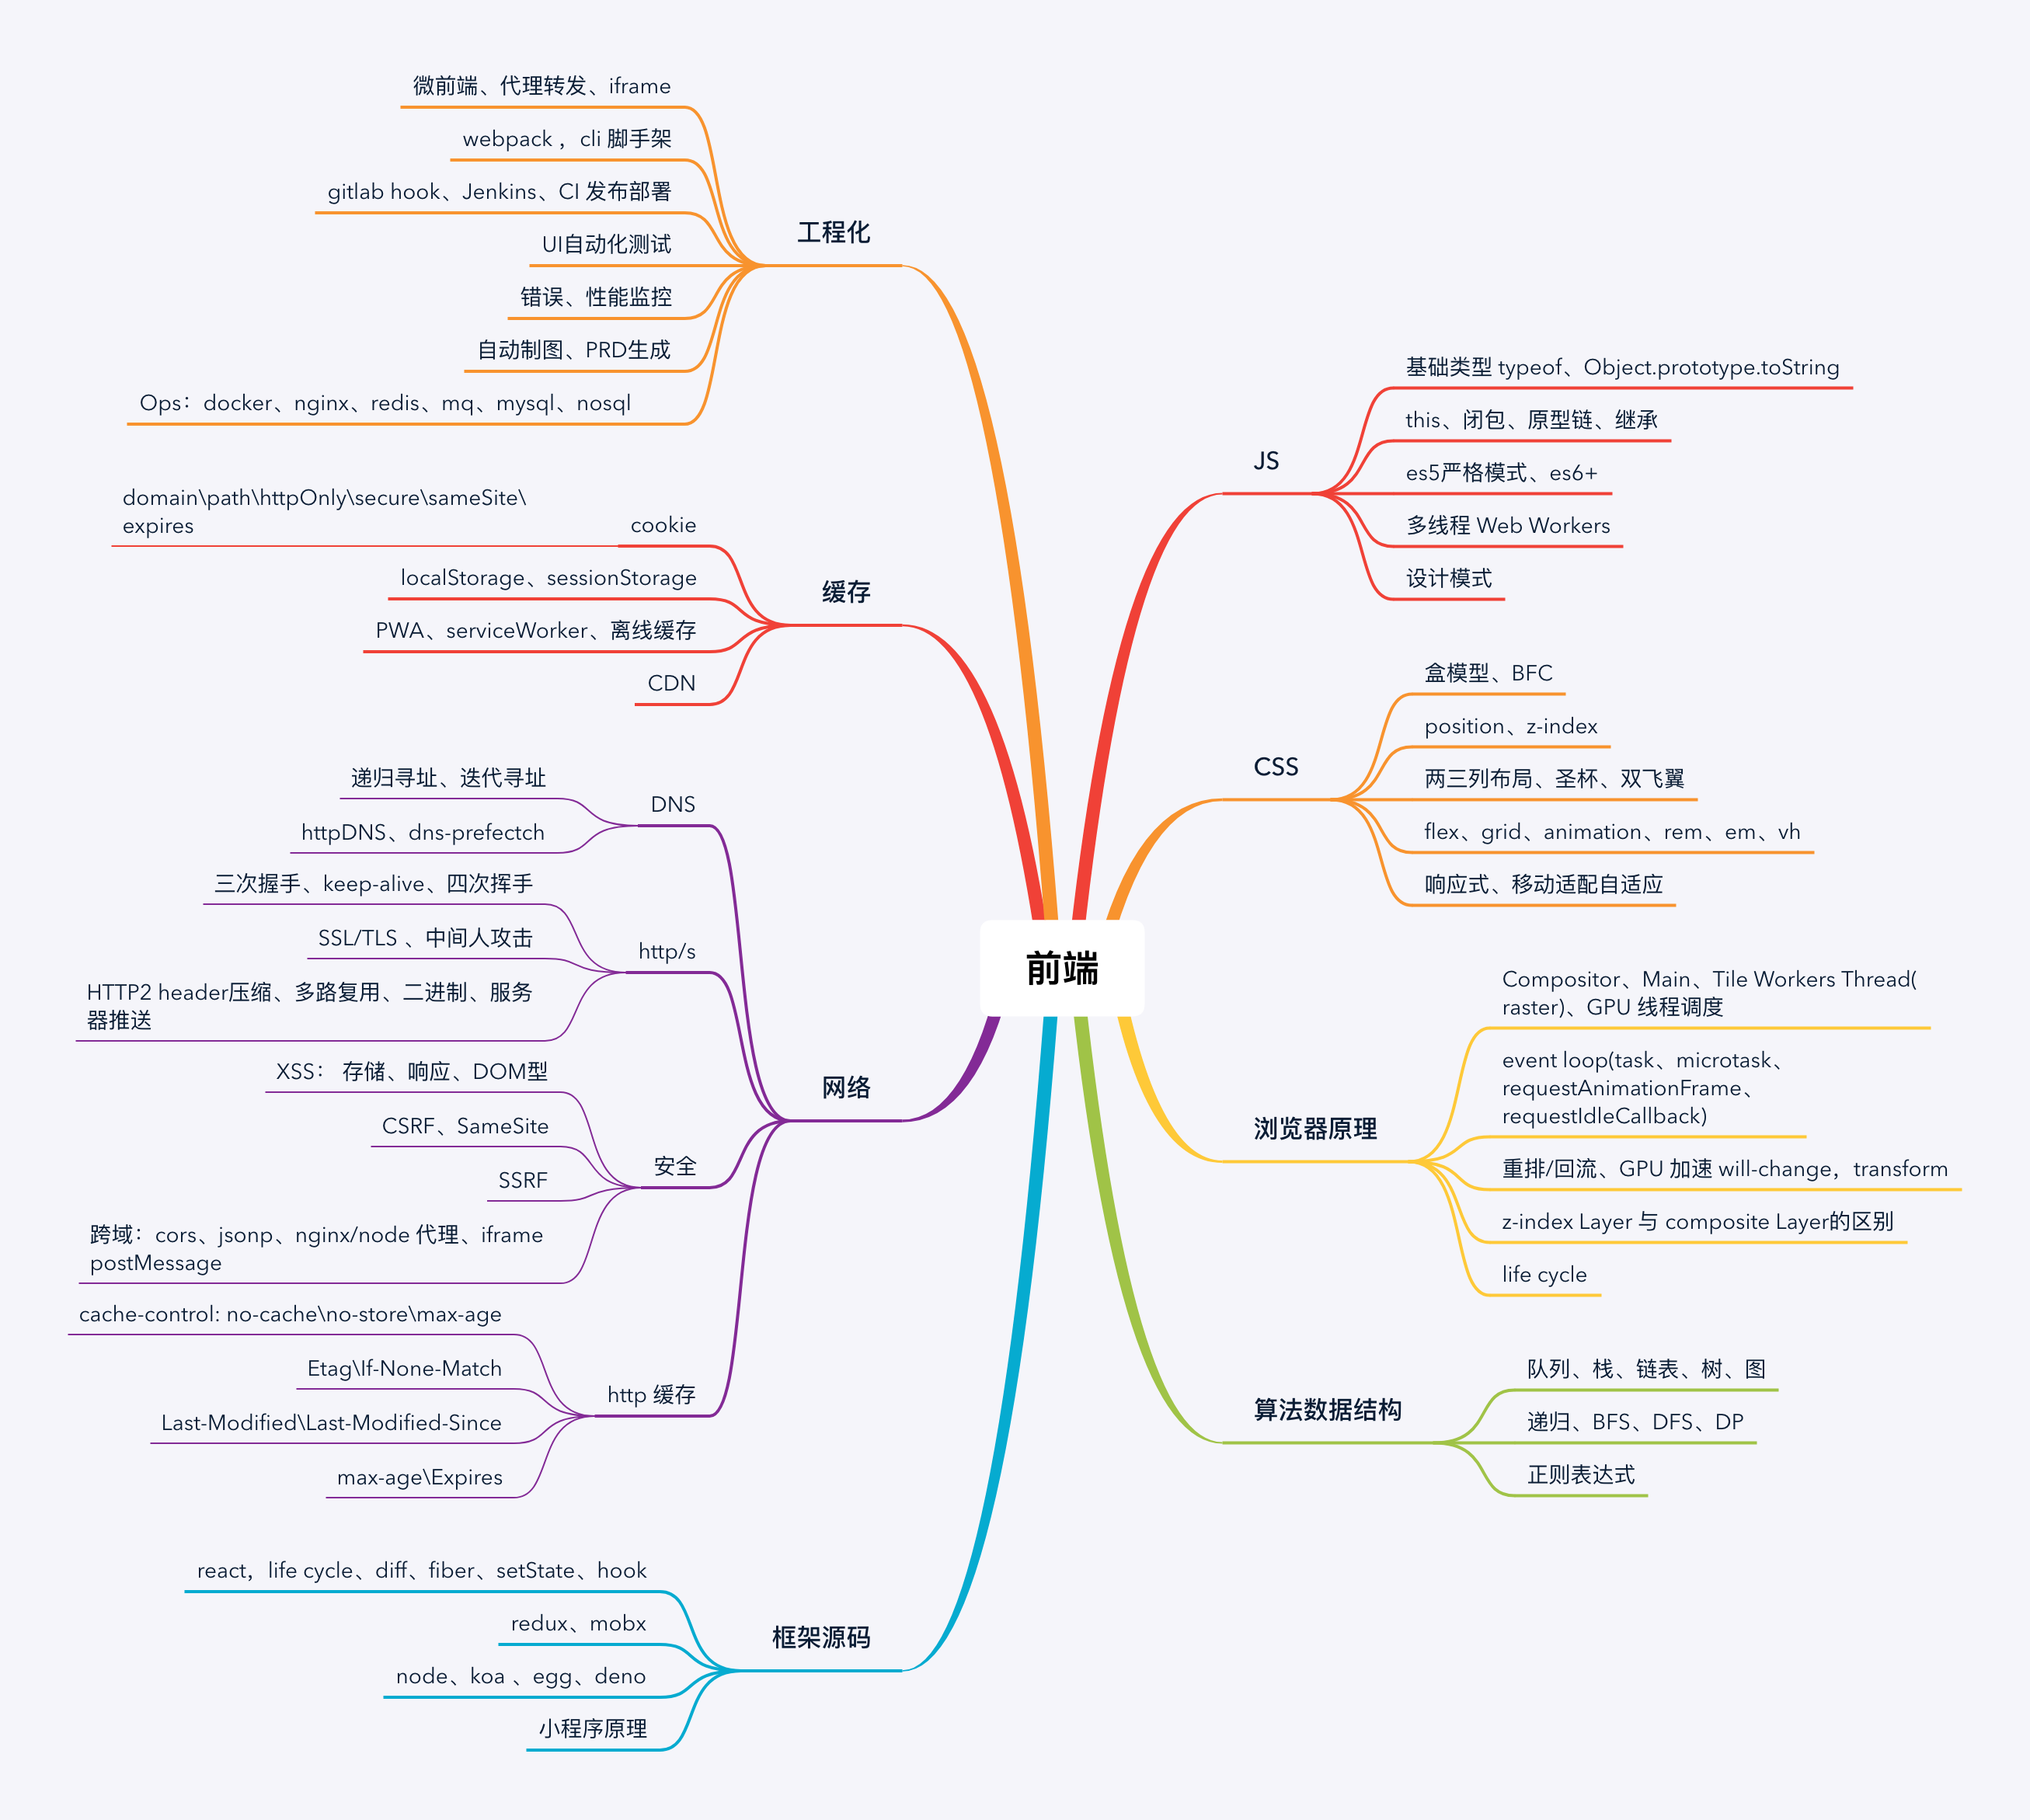 前端
工程化
微前端、代理转发、iframe
webpack ，cli 脚手架
gitlab hook、Jenkins、CI 发布部署
UI自动化测试
错误、性能监控
自动制图、PRD生成
Ops：docker、nginx、redis、mq、mysql、nosql
缓存
cookie
domain\path\httpOnly\secure\sameSite\
expires
localStorage、sessionStorage
PWA、serviceWorker、离线缓存
CDN
网络
DNS
递归寻址、迭代寻址
httpDNS、dns-prefectch
http/s
三次握手、keep-alive、四次挥手
SSL/TLS 、中间人攻击
HTTP2 header压缩、多路复用、二进制、服务
器推送
安全
XSS： 存储、响应、DOM型
CSRF、SameSite
SSRF
跨域：cors、jsonp、nginx/node 代理、iframe
postMessage
http 缓存
cache-control: no-cache\no-store\max-age
Etag\If-None-Match
Last-Modified\Last-Modified-Since
max-age\Expires
框架源码
react，life cycle、diff、fiber、setState、hook
redux、mobx
node、koa 、egg、deno
小程序原理
JS
基础类型 typeof、Object.prototype.toString
this、闭包、原型链、继承
es5严格模式、es6+
多线程 Web Workers
设计模式
CSS
盒模型、BFC
position、z-index
两三列布局、圣杯、双飞翼
flex、grid、animation、rem、em、vh
响应式、移动适配自适应
浏览器原理
Compositor、Main、Tile Workers Thread(
raster)、GPU 线程调度
event loop(task、microtask、
requestAnimationFrame、
requestIdleCallback)
重排/回流、GPU 加速 will-change，transform
z-index Layer 与 composite Layer的区别
life cycle
算法数据结构
队列、栈、链表、树、图
递归、BFS、DFS、DP
正则表达式